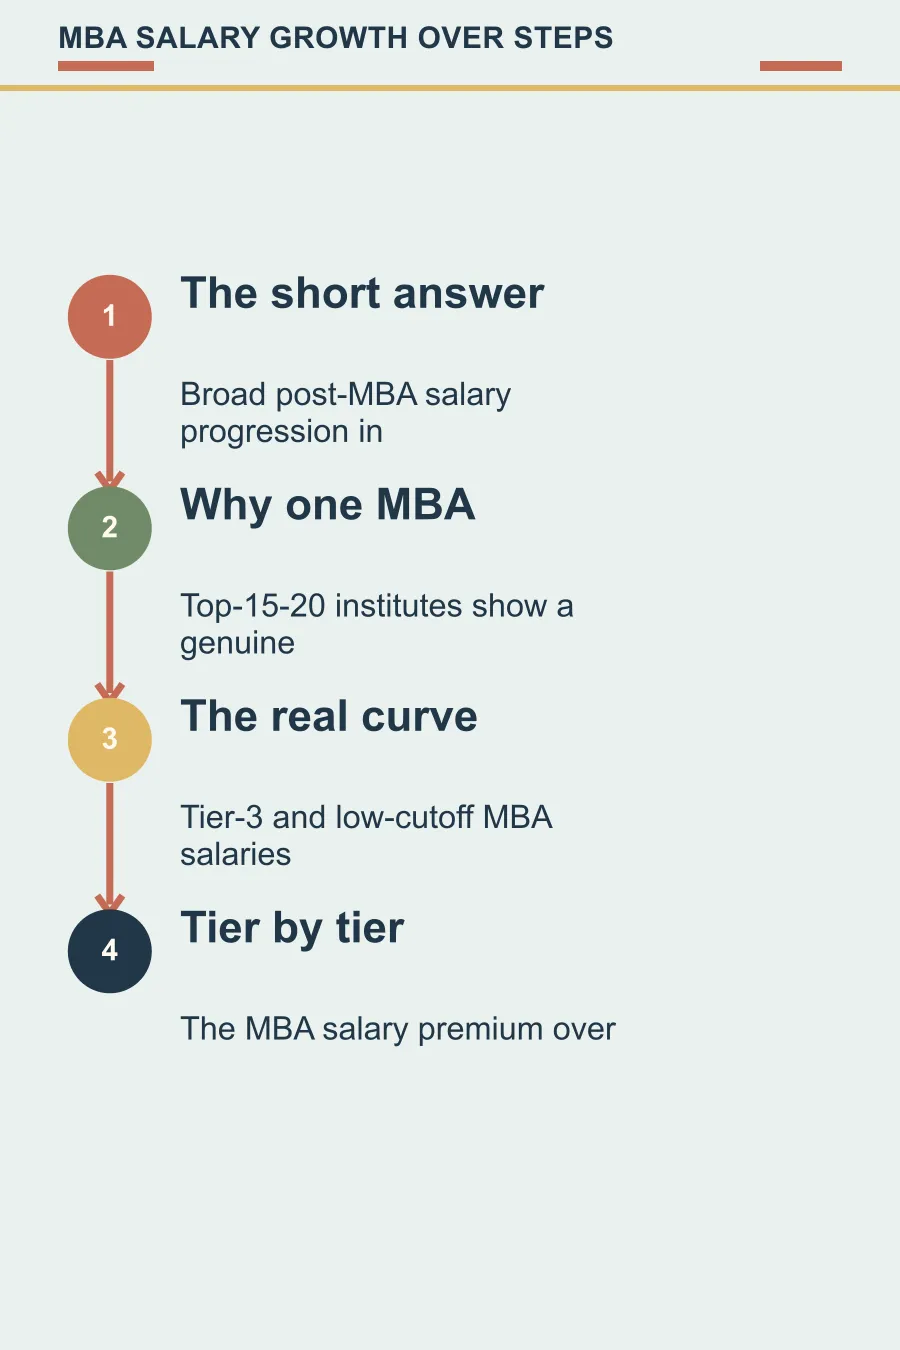 MBA SALARY GROWTH OVER STEPS
1
The short answer
Broad post-MBA salary
progression in
2
Why one MBA
Top-15-20 institutes show a
genuine
3
The real curve
Tier-3 and low-cutoff MBA
salaries
4
Tier by tier
The MBA salary premium over